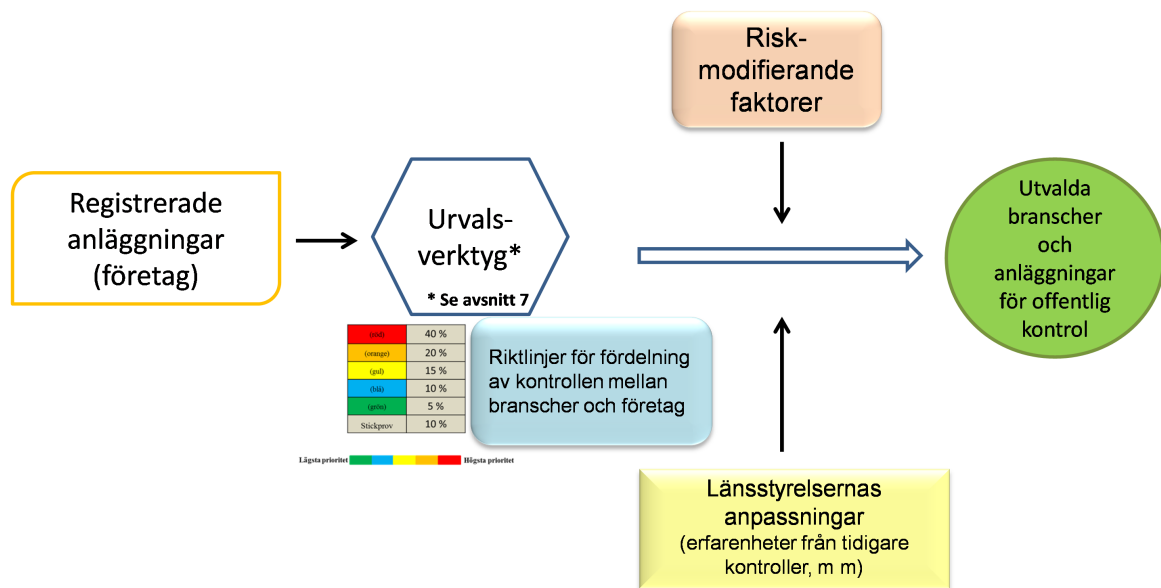 Risk-
modifierande
faktorer
Registrerade
anläggningar
(företag)
Urvals-
verktyg*
* Se avsnitt 7
Utvalda
branscher
och
anläggningar
för offentlig
kontrol
(röd) 40 %
(orange) 20 %
(gul) 15 %
(blå) 10 %
(grön) 5 %
Stickprov 10 %
Riktlinjer för fördelning
av kontrollen mellan
branscher och företag
Lägsta prioritet Högsta prioritet
Länsstyrelsernas
anpassningar
(erfarenheter från tidigare
kontroller, m m)